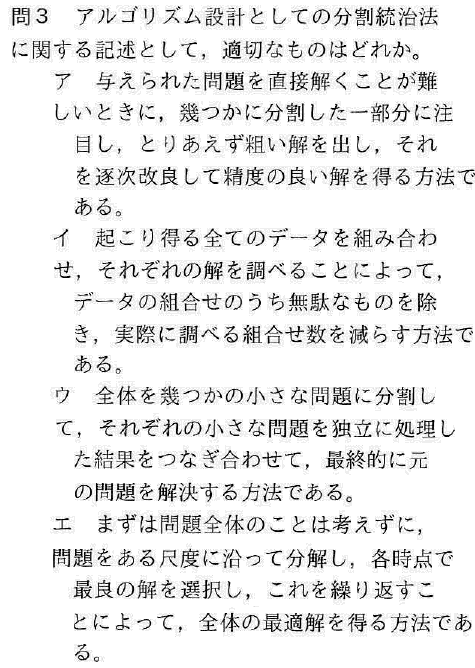 問3　アルゴリズム設計としての分割統治法
に関する記述として，適切なものはどれか。
ア　与えられた問題を直接解くことが難
しいときに，幾つかに分割した一部分に注
目し，とりあえず粗い解を出し，それ
を逐次改良して精度の良い解を得る方法で
ある。
イ　起こり得る全てのデータを組み合わ
せ，それぞれの解を調べることによって，
データの組合せのうち無駄なものを除
き，実際に調べる組合せ数を減らす方法で
ある。
ウ　全体を幾つかの小さな問題に分割し
て，それぞれの小さな問題を独立に処理し
た結果をつなぎ合わせて，最終的に元
の問題を解決する方法である。
エ　まずは問題全体のことは考えずに，
問題をある尺度に沿って分解し，各時点で
最良の解を選択し，これを繰り返すこ
とによって，全体の最適解を得る方法であ
る。